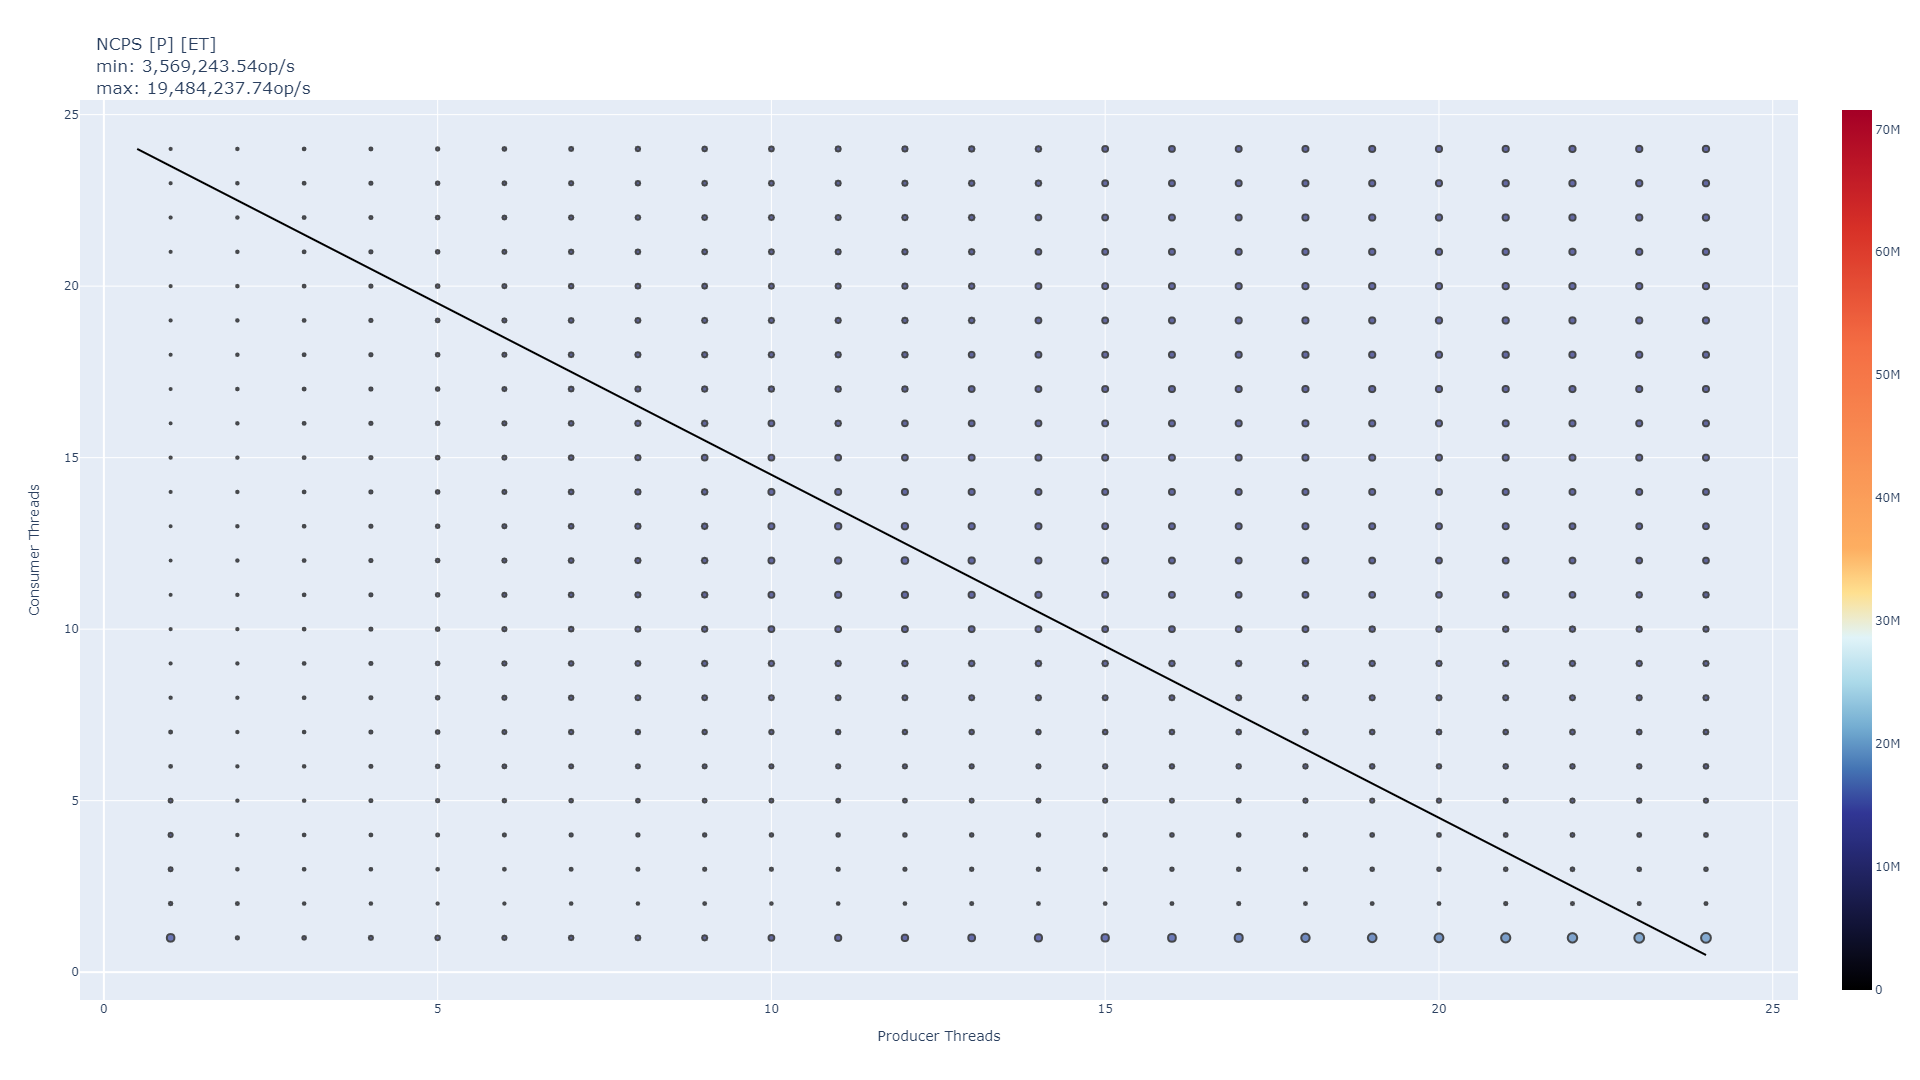 NCPS [P] [ET]
min: 3,569,243.54op/s
max: 19,484,237.74op/s
25
20
15
10
5
0
Consumer Threads
0 5 10 15 20 25
Producer Threads
70M
60M
50M
40M
30M
20M
10M
0